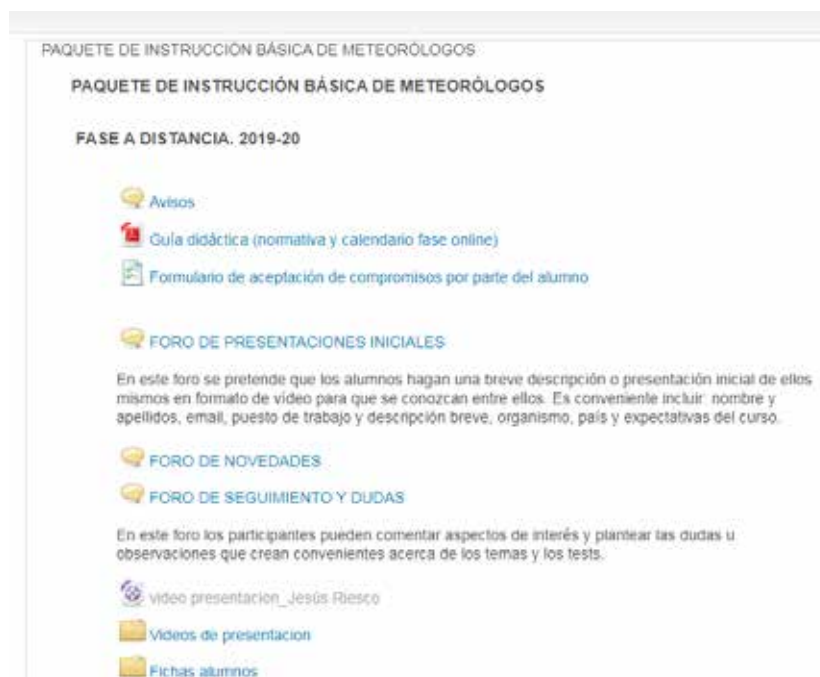 PAQUETE DE INSTRUCCIÓN BÁSICA DE METEORÓLOGOS
PAQUETE DE INSTRUCCIÓN BÁSICA DE METEORÓLOGOS
FASE A DISTANCIA. 2019-20
Avisos
Guía didáctica (normativa y calendario fase online)
Formulario de aceptación de compromisos por parte del alumno
FORO DE PRESENTACIONES INICIALES
En este foro se pretende que los alumnos hagan una breve descripción o presentación inicial de ellos
mismos en formato de vídeo para que se conozcan entre ellos. Es conveniente incluir: nombre y
apellidos, email, puesto de trabajo y descripción breve, organismo, país y expectativas del curso.
FORO DE NOVEDADES
FORO DE SEGUIMIENTO Y DUDAS
En este foro los participantes pueden comentar aspectos de interés y plantear las dudas u
observaciones que crean convenientes acerca de los temas y los tests.
video presentacion_Jesús Riesco
Videos de presentacion
Fichas alumnos